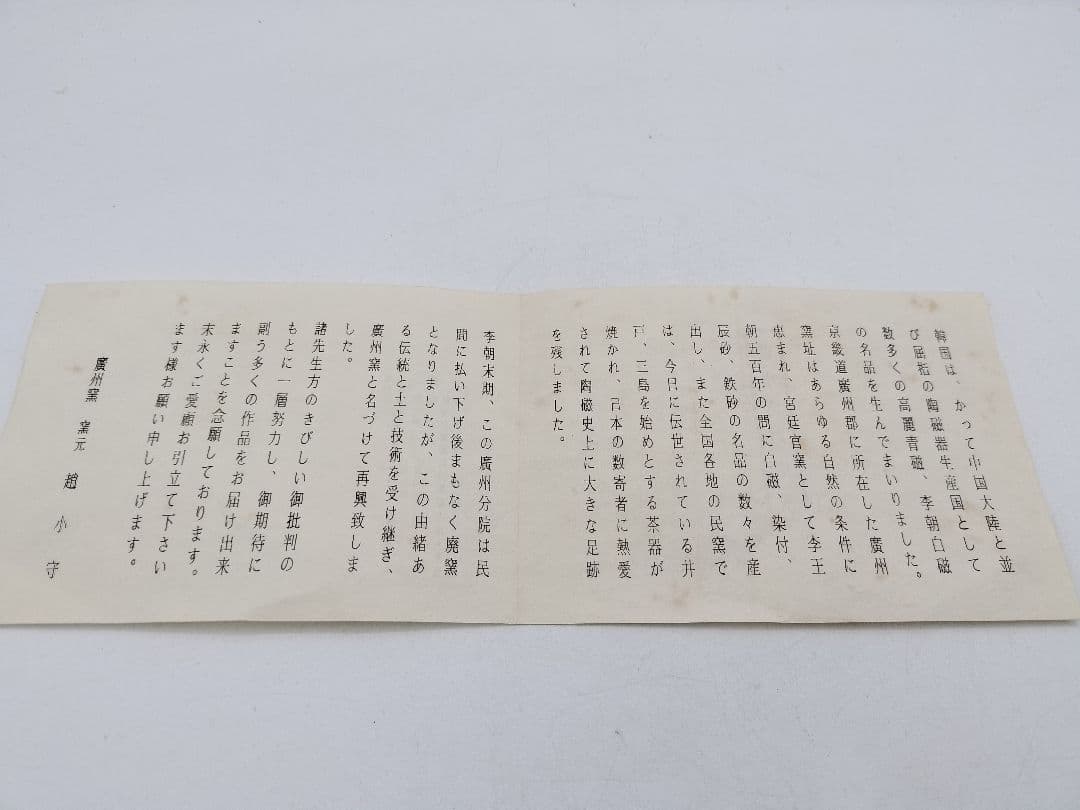 韓国は、かって中国大陸と並
び屈指の陶磁器生産国として
数多くの高麗青磁、李朝白磁
の名品を生んでまいりました。
京畿道廣州郡に所在した廣州
窯址はあらゆる自然の条件に
恵まれ、宮廷官窯として李王
朝五百年の間に白磁、染付、
辰砂、鉄砂の名品の数々を産
出し、また全国各地の民窯で
は、今日に伝世されている井
戸、三島を始めとする茶器が
焼かれ、日本の数寄者に熱愛
されて陶磁史上に大きな足跡
を残しました。
李朝末期、この廣州分院は民
間に払い下げ後まもなく廃窯
となりましたが、この由緒あ
る伝統と土と技術を受け継ぎ、
廣州窯と名づけて再興致しま
した。
諸先生方のきびしい御批判の
もとに一層努力し、御期待に
副う多くの作品をお届け出来
ますことを念願しております。
末永くご愛顧お引立て下さい
ます様お願い申し上げます。
廣州窯 窯元 趙小守